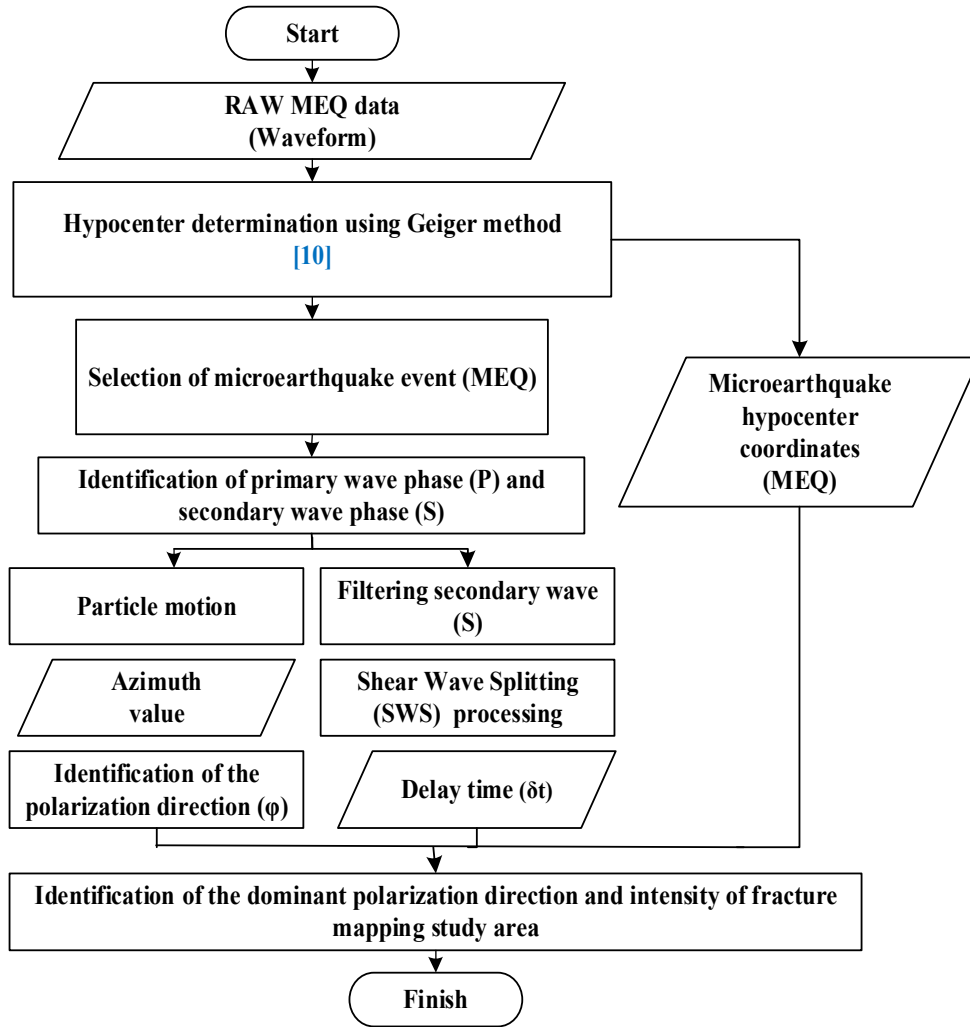 Start
RAW MEQ data
(Waveform)
Hypocenter determination using Geiger method
[10]
Selection of microearthquake event (MEQ)
Microearthquake
hypocenter
coordinates
(MEQ)
Identification of primary wave phase (P) and
secondary wave phase (S)
Particle motion
Filtering secondary wave
(S)
Azimuth
value
Shear Wave Splitting
(SWS) processing
Identification of the
polarization direction (φ)
Delay time (δt)
Identification of the dominant polarization direction and intensity of fracture
mapping study area
Finish